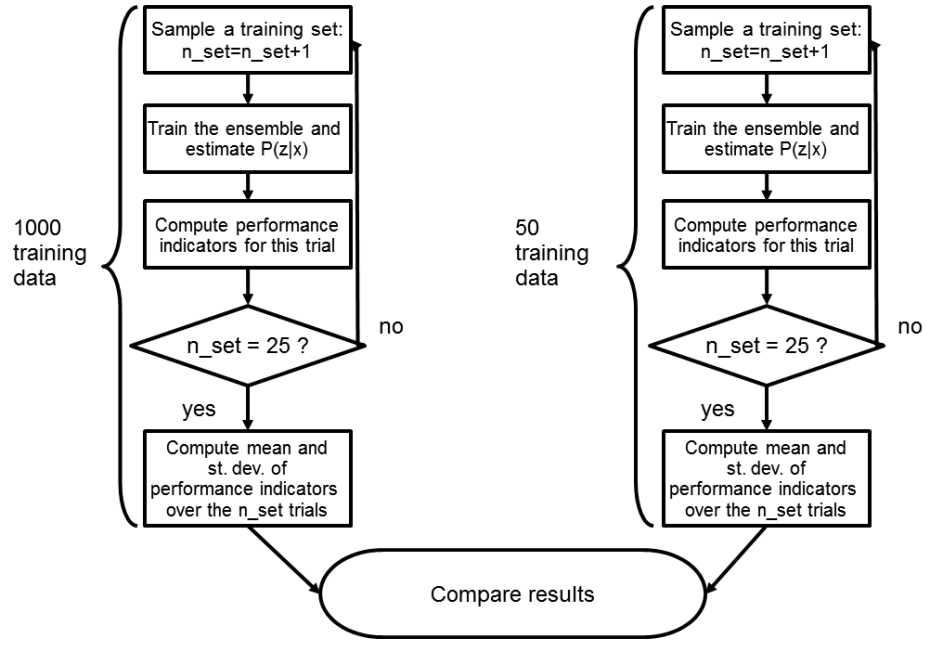 Sample a training set:
n_set=n_set+1
Train the ensemble and
estimate P(z|x)
Compute performance
indicators for this trial
1000
training
data
n_set = 25 ?
no
yes
Compute mean and
st. dev. of
performance indicators
over the n_set trials
Sample a training set:
n_set=n_set+1
Train the ensemble and
estimate P(z|x)
Compute performance
indicators for this trial
50
training
data
n_set = 25 ?
no
yes
Compute mean and
st. dev. of
performance indicators
over the n_set trials
Compare results